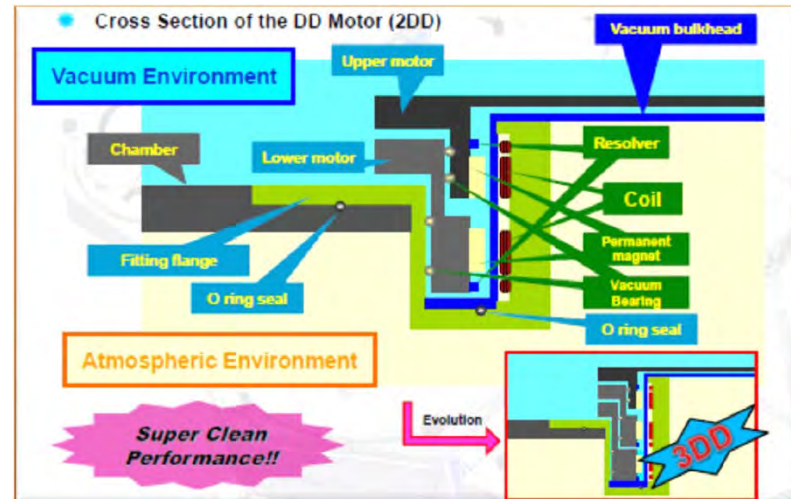 Cross Section of the DD Motor (2DD)
Vacuum bulkhead
Vacuum Environment
Upper motor
Chamber
Lower motor
Resolver
Coil
Fitting flange
Permanent
magnet
O ring seal
Vacuum
Bearing
O ring seal
Atmospheric Environment
Super Clean
Performance!!
Evolution
3DD